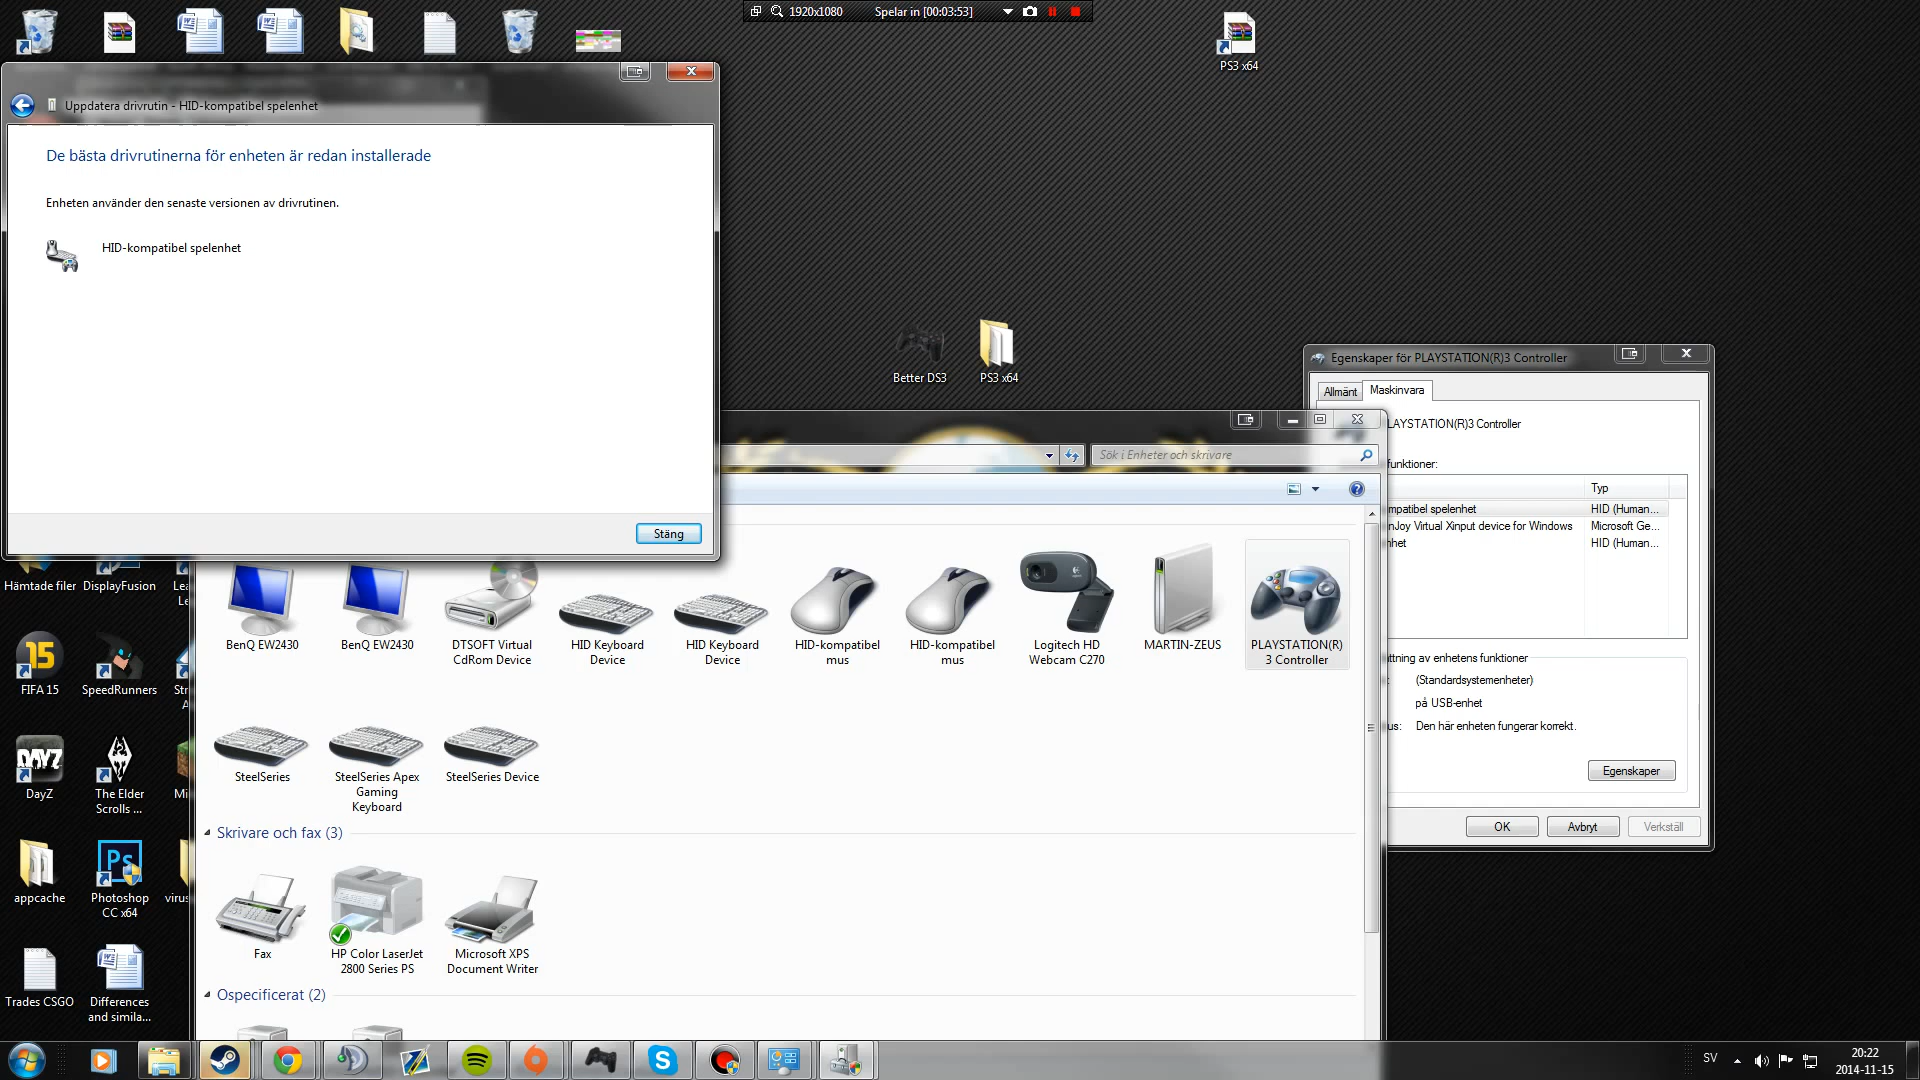 1920x1080
Spelar in [00:03:53]
PS3 x64
Uppdatera drivrutin - HID-kompatibel spelenhet
De bästa drivrutinerna för enheten är redan installerade
Enheten använder den senaste versionen av drivrutinen.
HID-kompatibel spelenhet
Stäng
Better DS3
PS3 x64
Egenskaper för PLAYSTATION(R)3 Controller
Allmänt
Maskinvara
LAYSTATION(R)3 Controller
funktioner:
Typ
mpatibel spelenhet
HID (Human...
nJoy Virtual Xinput device for Windows
Microsoft Ge...
nhet
HID (Human...
ttning av enhetens funktioner
(Standardsystemenheter)
på USB-enhet
us:
Den här enheten fungerar korrekt.
Egenskaper
OK
Avbryt
Verkställ
Sök i Enheter och skrivare
Hämtade filer
DisplayFusion
Lea
Le
FIFA 15
SpeedRunners
Str
A
DayZ
The Elder
Scrolls ...
Mi
appcache
Photoshop
CC x64
virus
Trades CSGO
Differences
and simila...
BenQ EW2430
BenQ EW2430
DTSOFT Virtual
CdRom Device
HID Keyboard
Device
HID Keyboard
Device
HID-kompatibel
mus
HID-kompatibel
mus
Logitech HD
Webcam C270
MARTIN-ZEUS
PLAYSTATION(R)
3 Controller
SteelSeries
SteelSeries Apex
Gaming
Keyboard
SteelSeries Device
Skrivare och fax (3)
Fax
HP Color LaserJet
2800 Series PS
Microsoft XPS
Document Writer
Ospecificerat (2)
SV
20:22
2014-11-15